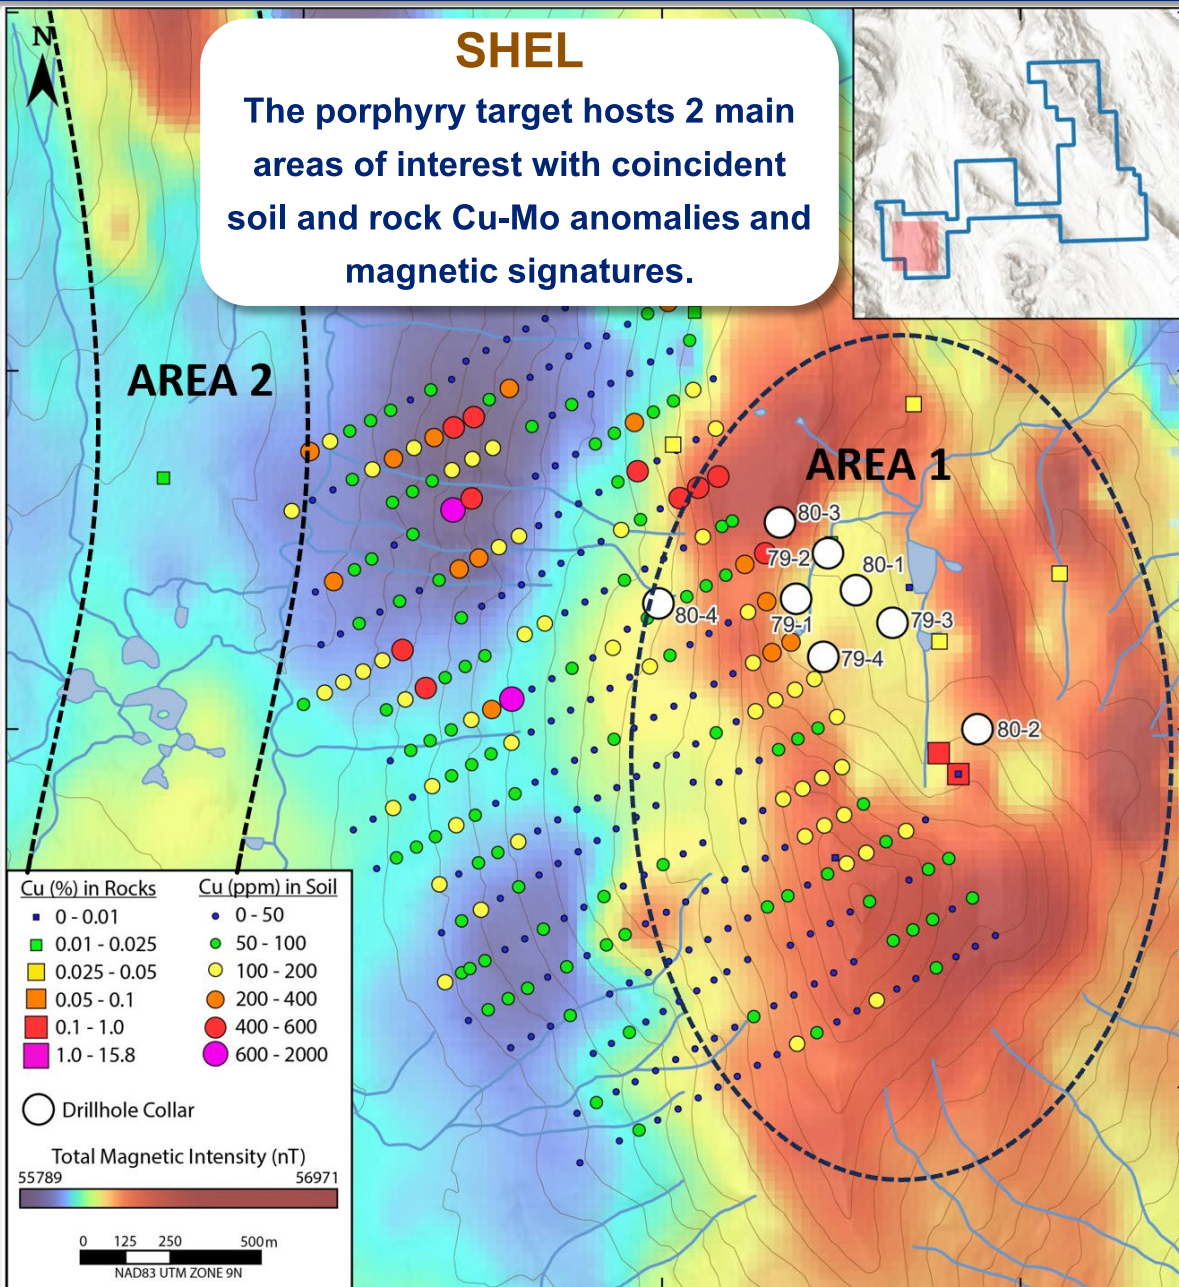 SHEL
The porphyry target hosts 2 main
areas of interest with coincident
soil and rock Cu-Mo anomalies and
magnetic signatures.
N
AREA 2
AREA 1
80-3
79-2
80-1
79-1
79-3
80-4
79-4
80-2
Cu (%) in Rocks
0 - 0.01
0.01 - 0.025
0.025 - 0.05
0.05 - 0.1
0.1 - 1.0
1.0 - 15.8
Cu (ppm) in Soil
0 - 50
50 - 100
100 - 200
200 - 400
400 - 600
600 - 2000
Drillhole Collar
Total Magnetic Intensity (nT)
55789 56971
0 125 250 500 m
NAD83 UTM ZONE 9N